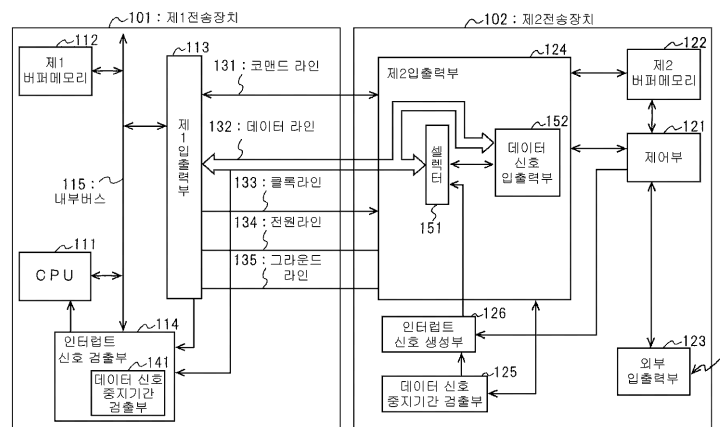 101 : 제1전송장치
102 : 제2전송장치
112
제1
버퍼메모리
113
제1입출력부
131 : 코맨드 라인
132 : 데이터 라인
133 : 클록라인
134 : 전원라인
135 : 그라운드
라인
115 :
내부버스
111
CPU
114
인터럽트
신호 검출부
141
데이터 신호
중지기간
검출부
124
제2입출력부
셀렉터
151
152
데이터
신호
입출력부
122
제2
버퍼메모리
121
제어부
126
인터럽트
신호 생성부
125
데이터 신호
중지기간 검출부
123
외부
입출력부